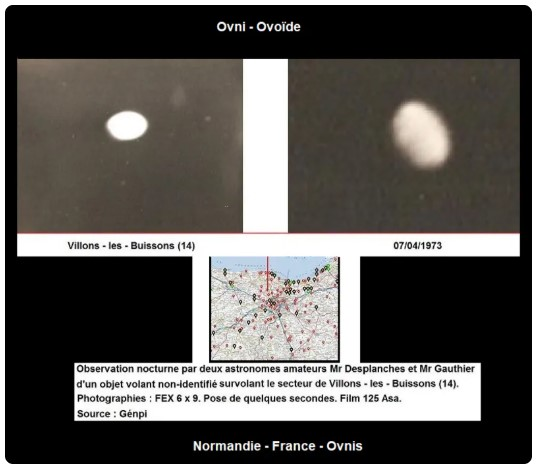 Ovni - Ovoïde
Villons - les - Buissons (14)
07/04/1973
Observation nocturne par deux astronomes amateurs Mr Desplanches et Mr Gauthier
d'un objet volant non-identifié survolant le secteur de Villons - les - Buissons (14).
Photographies : FEX 6 x 9. Pose de quelques secondes. Film 125 Asa.
Source : Génpi
Normandie - France - Ovnis